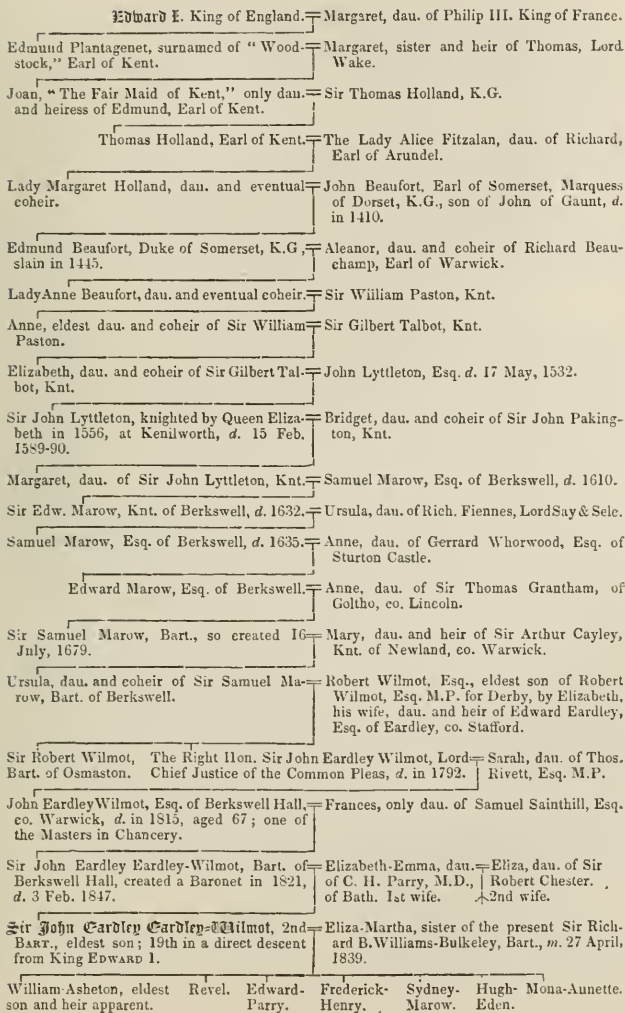 Edward I. King of England. Margaret, dau. of Philip III. King of France.
Edmund Plantagenet, surnamed of "Wood- Margaret, sister and heir of Thomas, Lord
stock," Earl of Kent. Wake.
Joan, "The Fair Maid of Kent," only dau. Sir Thomas Holland, K.G.
and heiress of Edmund, Earl of Kent.
Thomas Holland, Earl of Kent. The Lady Alice Fitzalan, dau. of Richard,
Earl of Arundel.
Lady Margaret Holland, dau. and eventual John Beaufort, Earl of Somerset, Marquess
coheir. of Dorset, K.G., son of John of Gaunt, d.
in 1410.
Edmund Beaufort, Duke of Somerset, K.G, Aleanor, dau. and coheir of Richard Beau-
slain in 1445. champ, Earl of Warwick.
Lady Anne Beaufort, dau. and eventual coheir. Sir William Paston, Knt.
Anne, eldest dau. and coheir of Sir William Sir Gilbert Talbot, Knt.
Paston.
Elizabeth, dau. and coheir of Sir Gilbert Tal- John Lyttleton, Esq. d. 17 May, 1532.
bot, Knt.
Sir John Lyttleton, knighted by Queen Eliza- Bridget, dau. and coheir of Sir John Paking-
beth in 1556, at Kenilworth, d. 15 Feb. ton, Knt.
1589-90.
Margaret, dau. of Sir John Lyttleton, Knt. Samuel Marow, Esq. of Berkswell, d. 1610.
Sir Edw. Marow, Knt. of Berkswell, d. 1632. Ursula, dau. of Rich. Fiennes, Lord Say & Sele.
Samuel Marow, Esq. of Berkswell, d. 1635. Anne, dau. of Gerrard Whorwood, Esq. of
Sturton Castle.
Edward Marow, Esq. of Berkswell. Anne, dau. of Sir Thomas Grantham, of
Goltho, co. Lincoln.
Sir Samuel Marow, Bart., so created 16 Mary, dau. and heir of Sir Arthur Cayley,
July, 1679. Knt. of Newland, co. Warwick.
Ursula, dau. and coheir of Sir Samuel Ma- Robert Wilmot, Esq., eldest son of Robert
row, Bart. of Berkswell. Wilmot, Esq. M.P. for Derby, by Elizabeth,
his wife, dau. and heir of Edward Eardley,
Esq. of Eardley, co. Stafford.
Sir Robert Wilmot, The Right Hon. Sir John Eardley Wilmot, Lord Sarah, dau. of Thos.
Bart. of Osmaston. Chief Justice of the Common Pleas, d. in 1792. Rivett, Esq. M.P.
John Eardley Wilmot, Esq. of Berkswell Hall, Frances, only dau. of Samuel Sainthill, Esq.
co. Warwick, d. in 1815, aged 67; one of
the Masters in Chancery.
Sir John Eardley Eardley-Wilmot, Bart. of Elizabeth-Emma, dau. Eliza, dau. of Sir
Berkswell Hall, created a Baronet in 1821, of C. H. Parry, M.D., Robert Chester.
d. 3 Feb. 1847. of Bath. 1st wife. 2nd wife.
Sir John Eardley Eardley-Wilmot, 2nd Eliza-Martha, sister of the present Sir Rich-
BART., eldest son; 19th in a direct descent ard B. Williams-Bulkeley, Bart., m. 27 April,
from King EDWARD I. 1839.
William-Asheton, eldest Revel. Edward- Frederick- Sydney- Hugh- Mona-Aunette.
son and heir apparent. Parry. Henry. Marow. Eden.